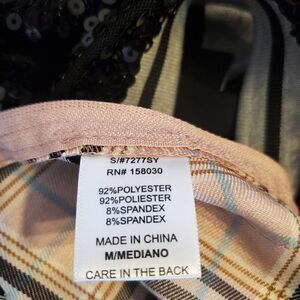 S/#7277SY
RN# 158030
92%POLYESTER
92%POLIESTER
8%SPANDEX
8%SPANDEX
MADE IN CHINA
M/MEDIANO
CARE IN THE BACK